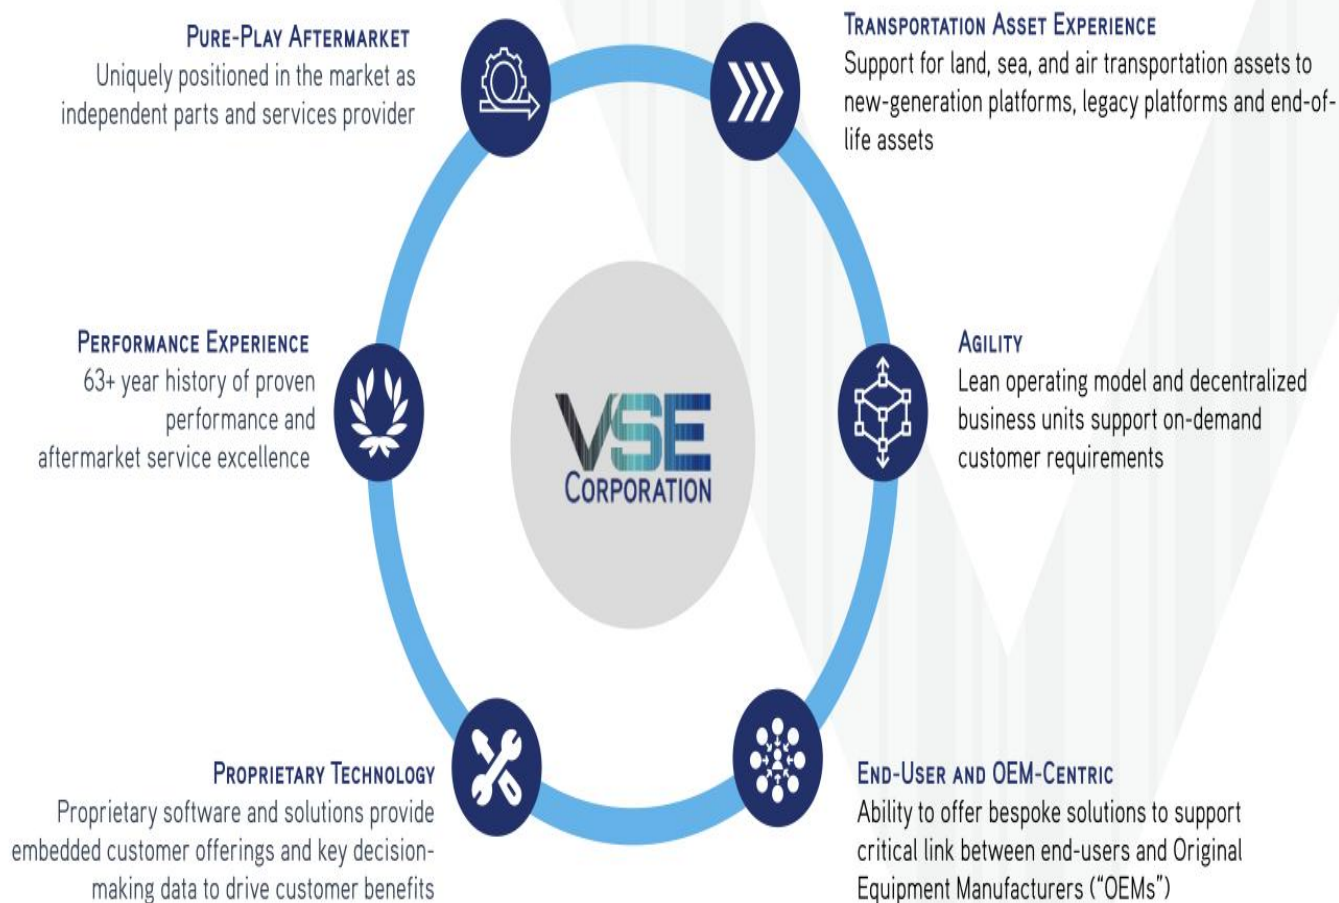 PURE-PLAY AFTERMARKET
Uniquely positioned in the market as
independent parts and services provider
TRANSPORTATION ASSET EXPERIENCE
Support for land, sea, and air transportation assets to
new-generation platforms, legacy platforms and end-of-
life assets
PERFORMANCE EXPERIENCE
63+ year history of proven
performance and
aftermarket service excellence
VSE
CORPORATION
AGILITY
Lean operating model and decentralized
business units support on-demand
customer requirements
PROPRIETARY TECHNOLOGY
Proprietary software and solutions provide
embedded customer offerings and key decision-
making data to drive customer benefits
END-USER AND OEM-CENTRIC
Ability to offer bespoke solutions to support
critical link between end-users and Original
Equipment Manufacturers (“OEMs”)